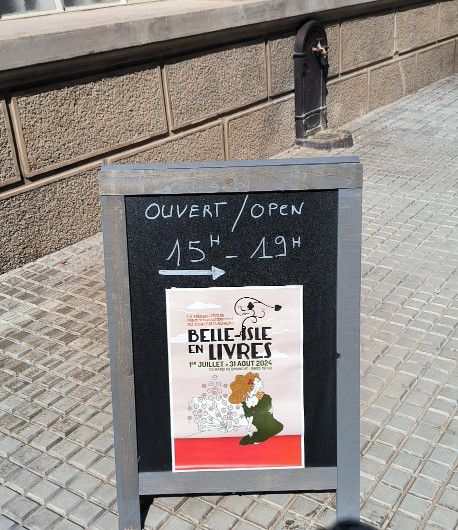 OUVERT / OPEN
15H - 19H
BELLE-ISLE
EN LIVRES
1ER JUILLET - 31 AOUT 2024